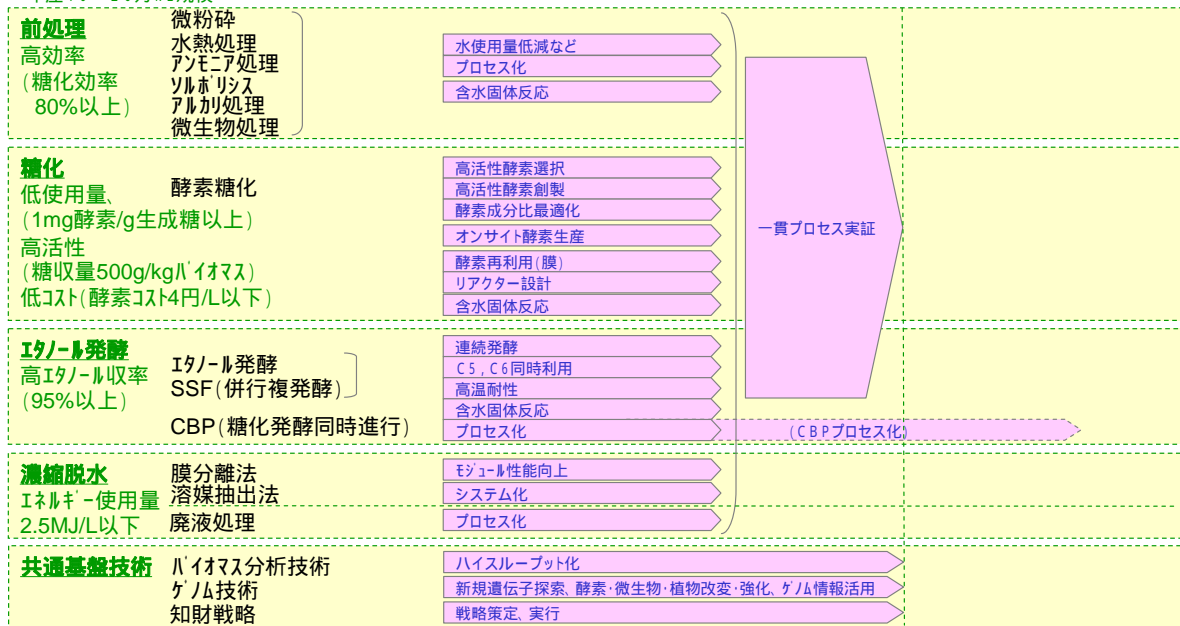 前処理
高効率
(糖化効率
80%以上)
微粉砕
水熱処理
アンモニア処理
ソルボリシス
アルカリ処理
微生物処理
水使用量低減など
プロセス化
含水固体反応
糖化
低使用量、
(1mg酵素/g生成糖以上)
高活性
(糖収量500g/kgバイオマス)
低コスト(酵素コスト4円/L以下)
酵素糖化
高活性酵素選択
高活性酵素創製
酵素成分比最適化
オンサイト酵素生産
酵素再利用(膜)
リアクター設計
含水固体反応
一貫プロセス実証
エタノール発酵
高エタノール収率
(95%以上)
エタノール発酵
SSF(併行複発酵)
CBP(糖化発酵同時進行)
連続発酵
C5,C6同時利用
高温耐性
含水固体反応
プロセス化
(CBPプロセス化)
濃縮脱水
エネルギー使用量
2.5MJ/L以下
膜分離法
溶媒抽出法
廃液処理
モジュール性能向上
システム化
プロセス化
共通基盤技術
バイオマス分析技術
ゲノム技術
知財戦略
ハイスループット化
新規遺伝子探索、酵素・微生物・植物改変・強化、ゲノム情報活用
戦略策定、実行